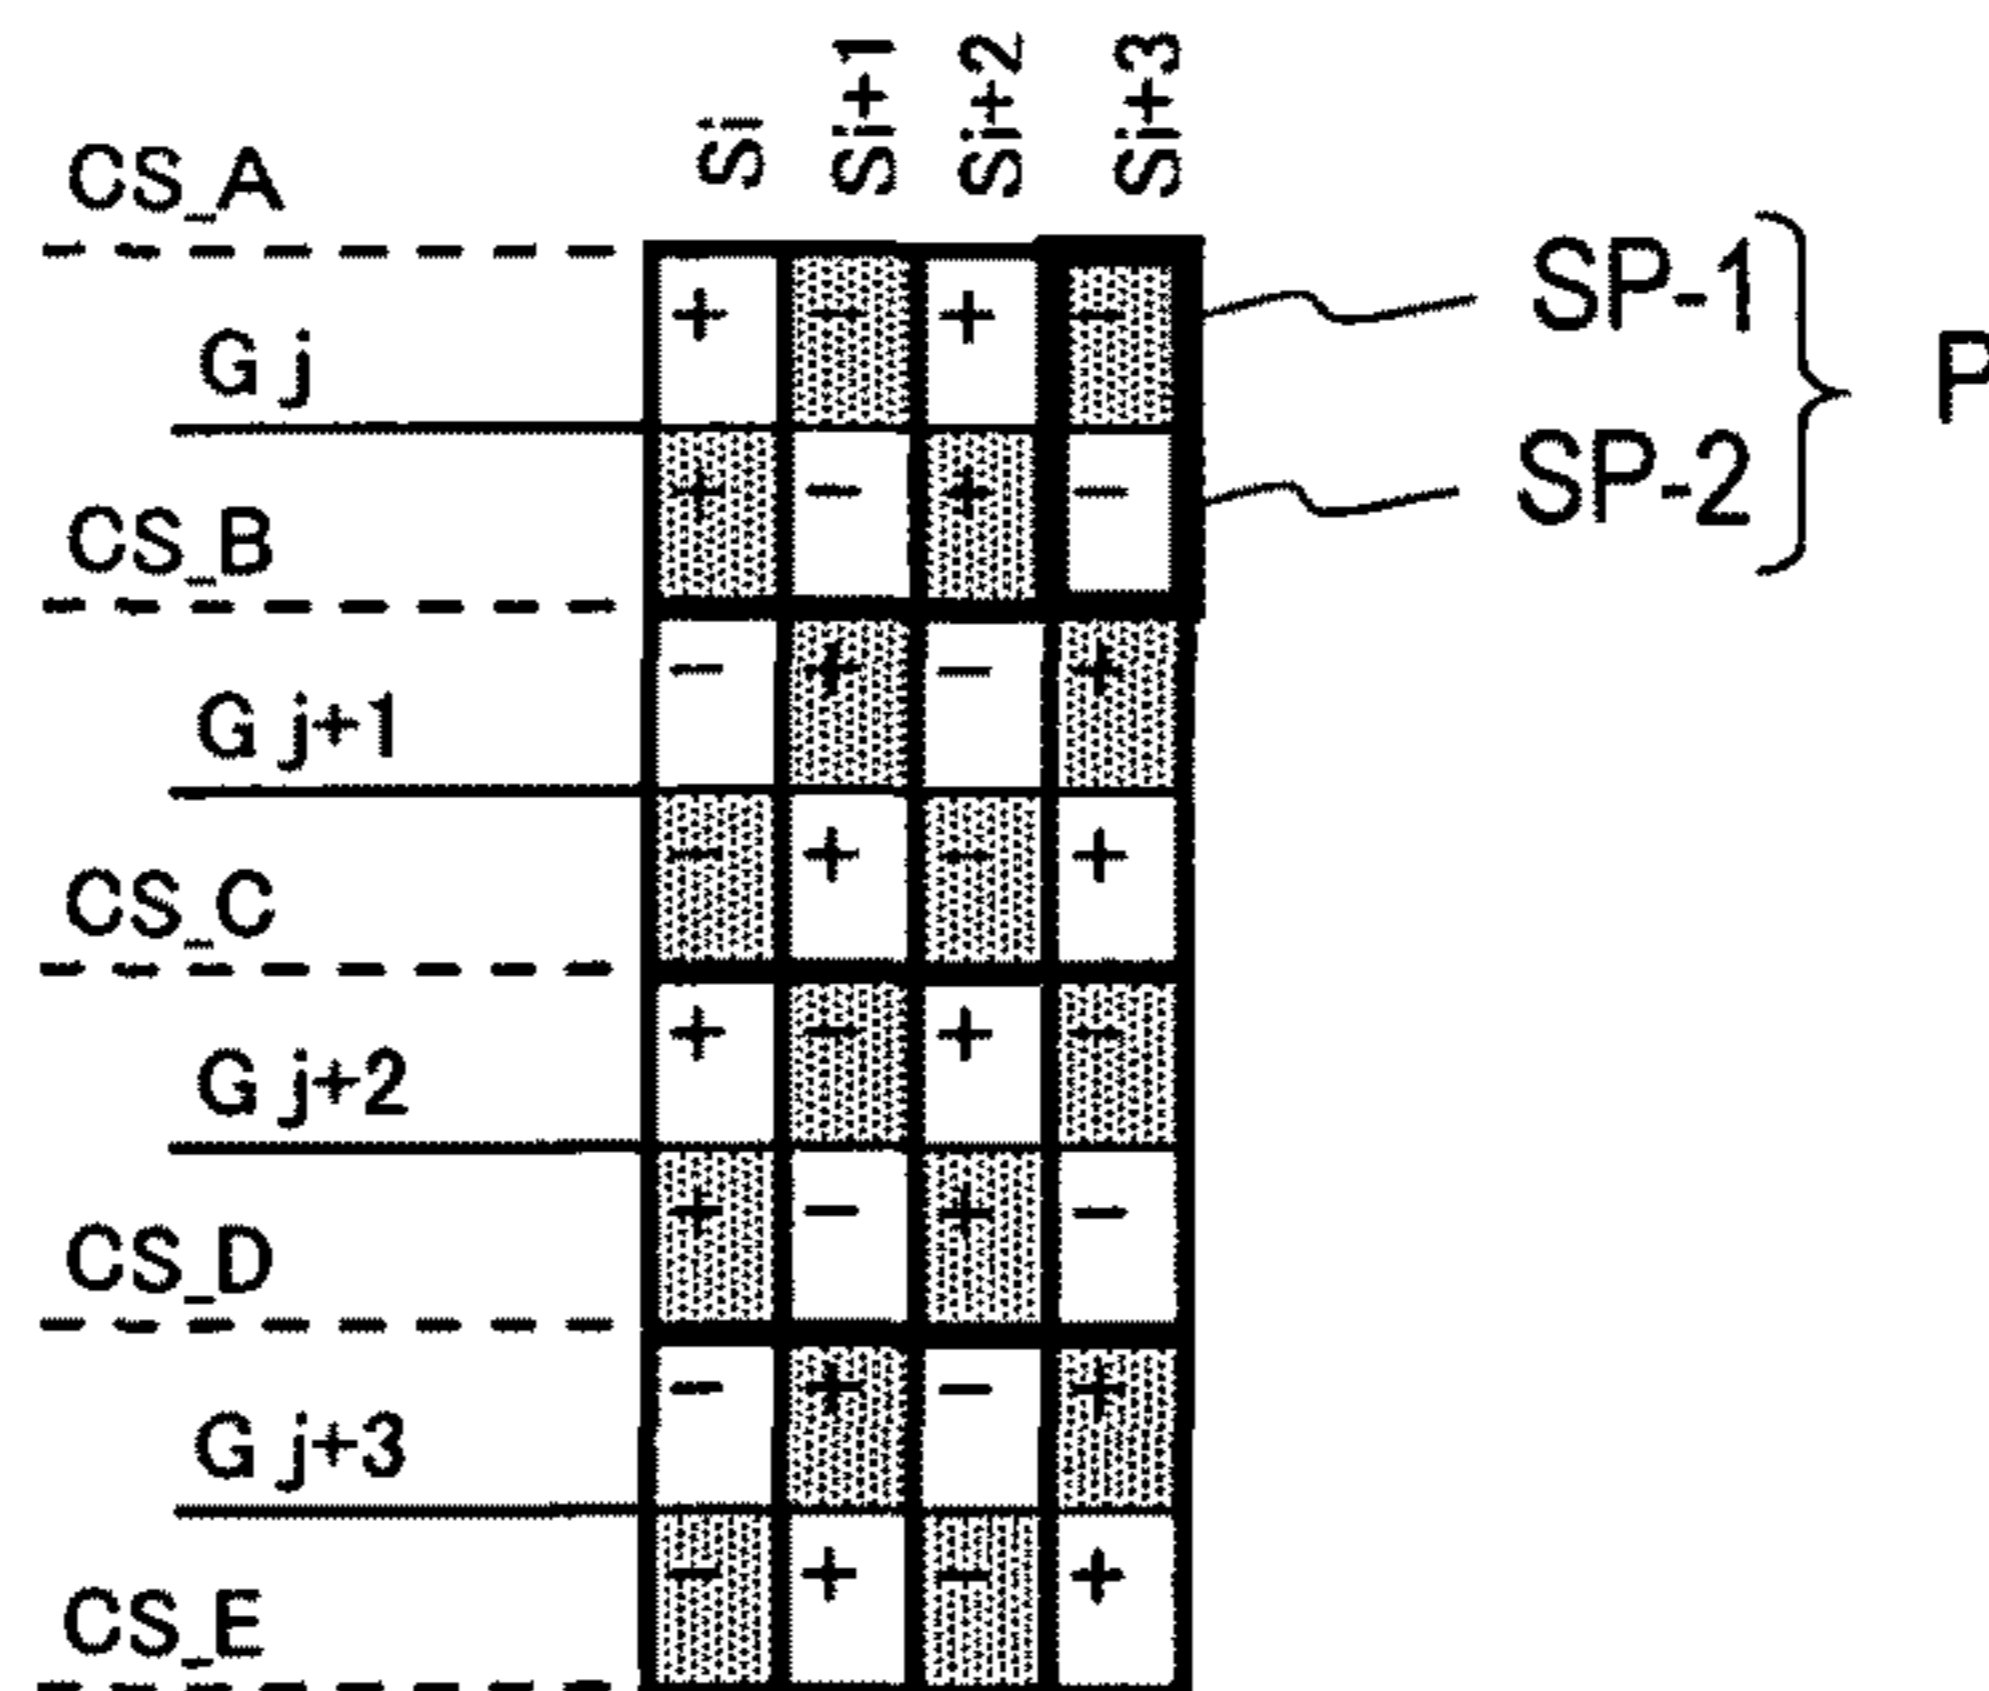 Si Si+1 Si+2 Si+3
CS_A
+ − + − SP-1
G j
P
+ − + − SP-2
CS_B
− + − +
G j+1
− + − +
CS_C
+ − + −
G j+2
+ − + −
CS_D
− + − +
G j+3
− + − +
CS_E